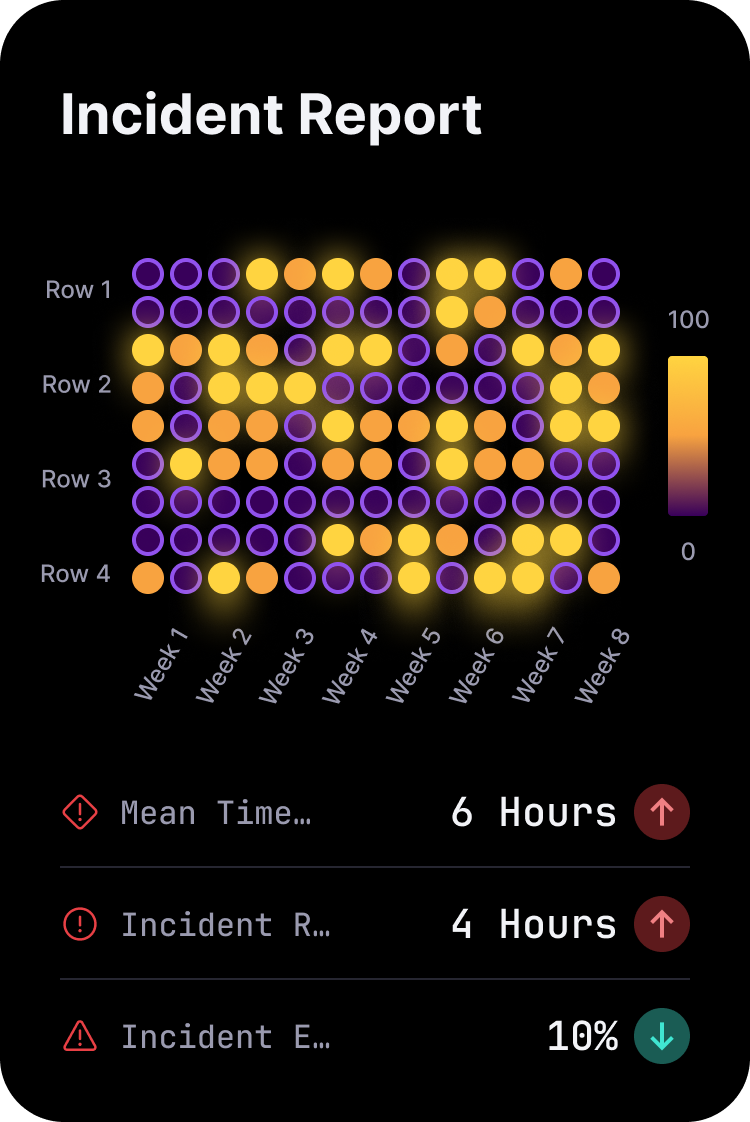 Incident Report
Row 1
Row 2
Row 3
Row 4
100
0
Week 1
Week 2
Week 3
Week 4
Week 5
Week 6
Week 7
Week 8
Mean Time… 6 Hours
Incident R… 4 Hours
Incident E… 10%